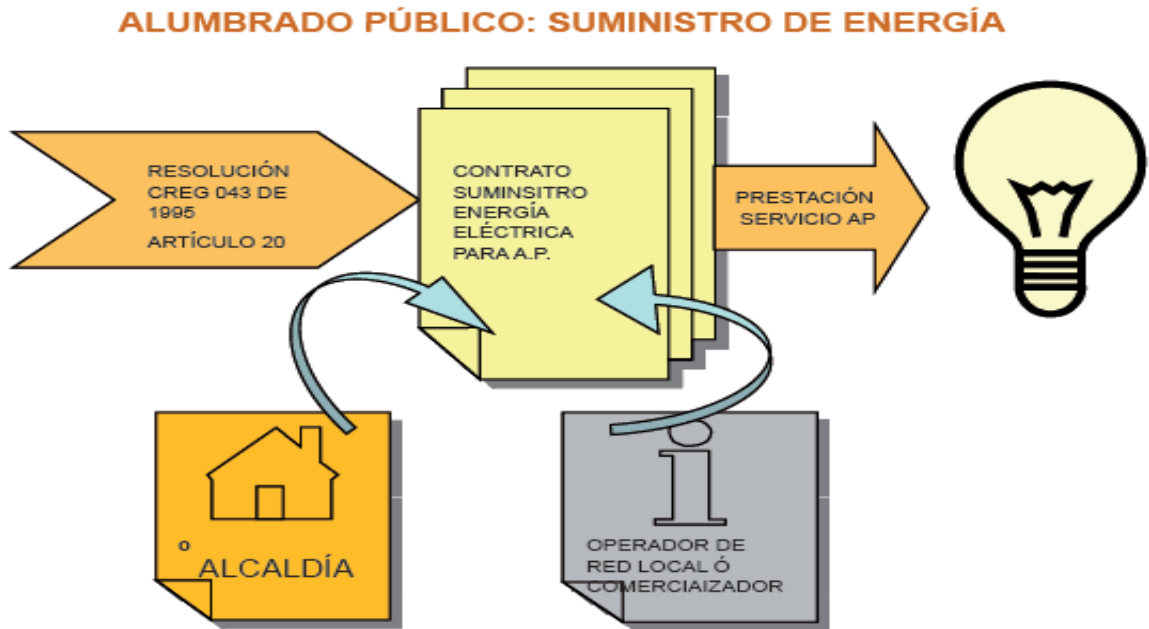 ALUMBRADO PÚBLICO: SUMINISTRO DE ENERGÍA
RESOLUCIÓN
CREG 043 DE
1995
ARTÍCULO 20
CONTRATO
SUMINSITRO
ENERGÍA
ELÉCTRICA
PARA A.P.
PRESTACIÓN
SERVICIO AP
o
ALCALDÍA
i
OPERADOR DE
RED LOCAL Ó
COMERCIAIZADOR